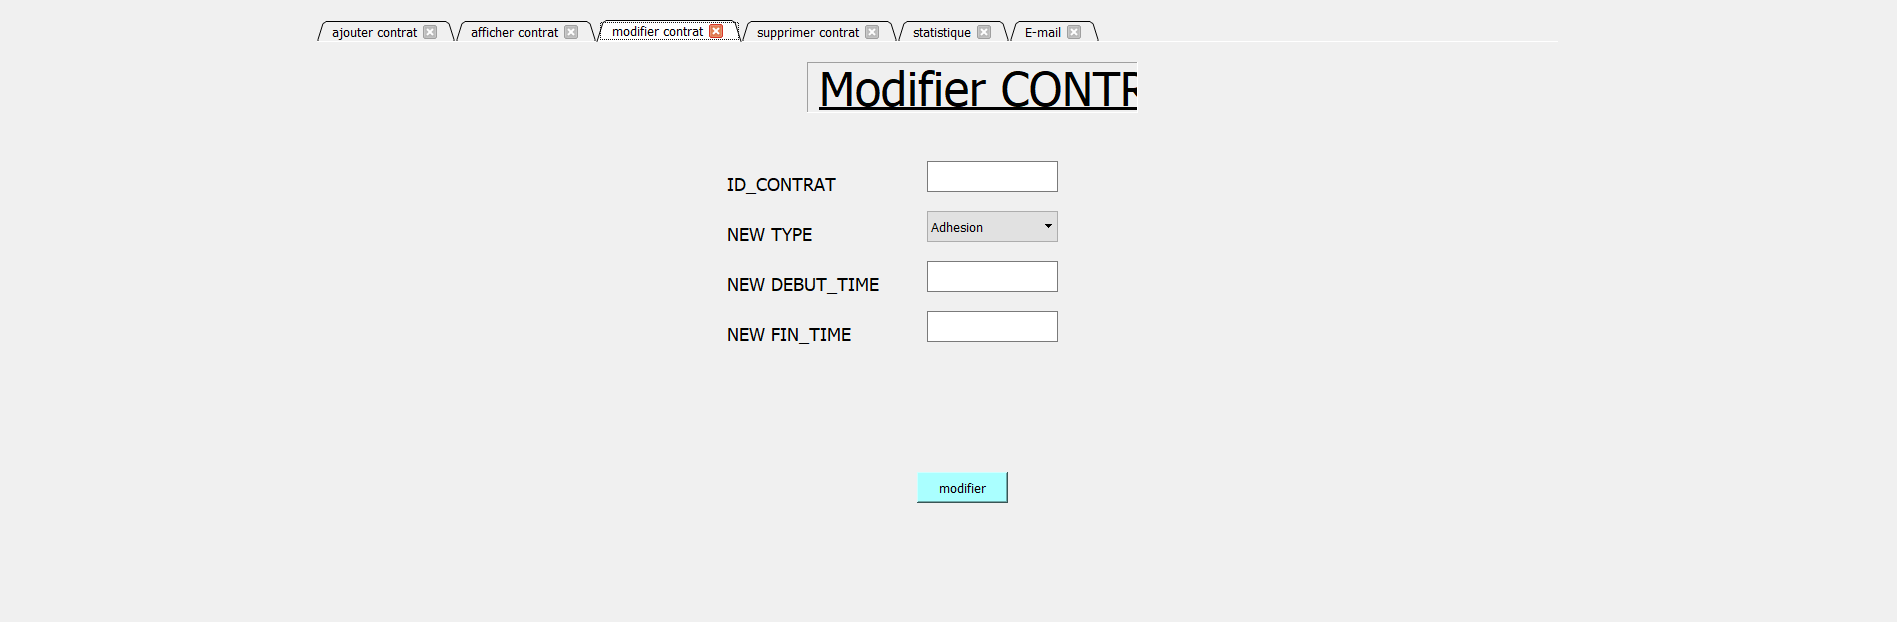 ajouter contrat afficher contrat modifier contrat supprimer contrat statistique E-mail
Modifier CONTR
ID_CONTRAT
NEW TYPE Adhesion
NEW DEBUT_TIME
NEW FIN_TIME
modifier